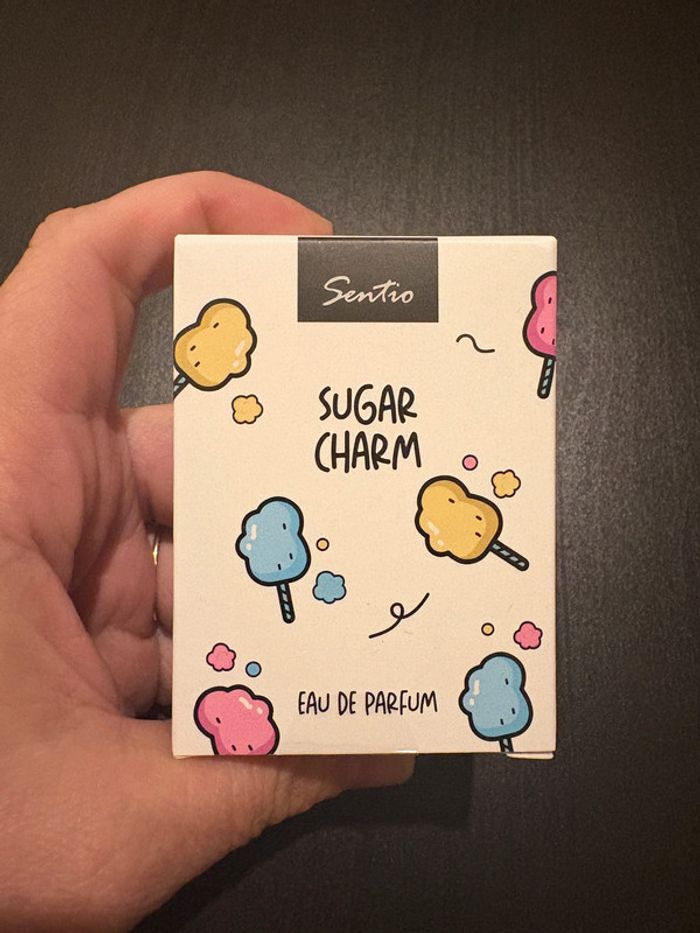 Sentio
SUGAR
CHARM
EAU DE PARFUM